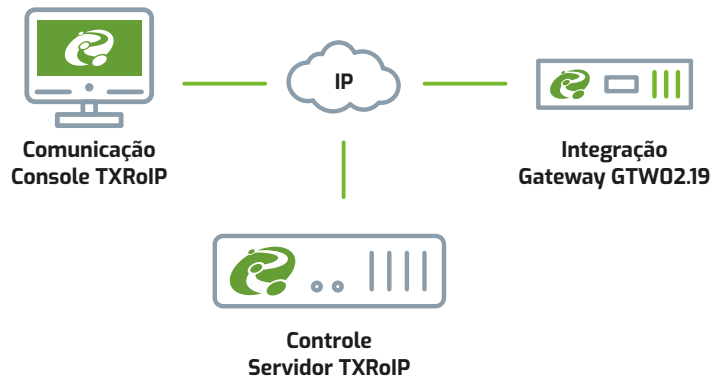 IP
Comunicação
Console TXRoIP
Integração
Gateway GTW02.19
Controle
Servidor TXRoIP